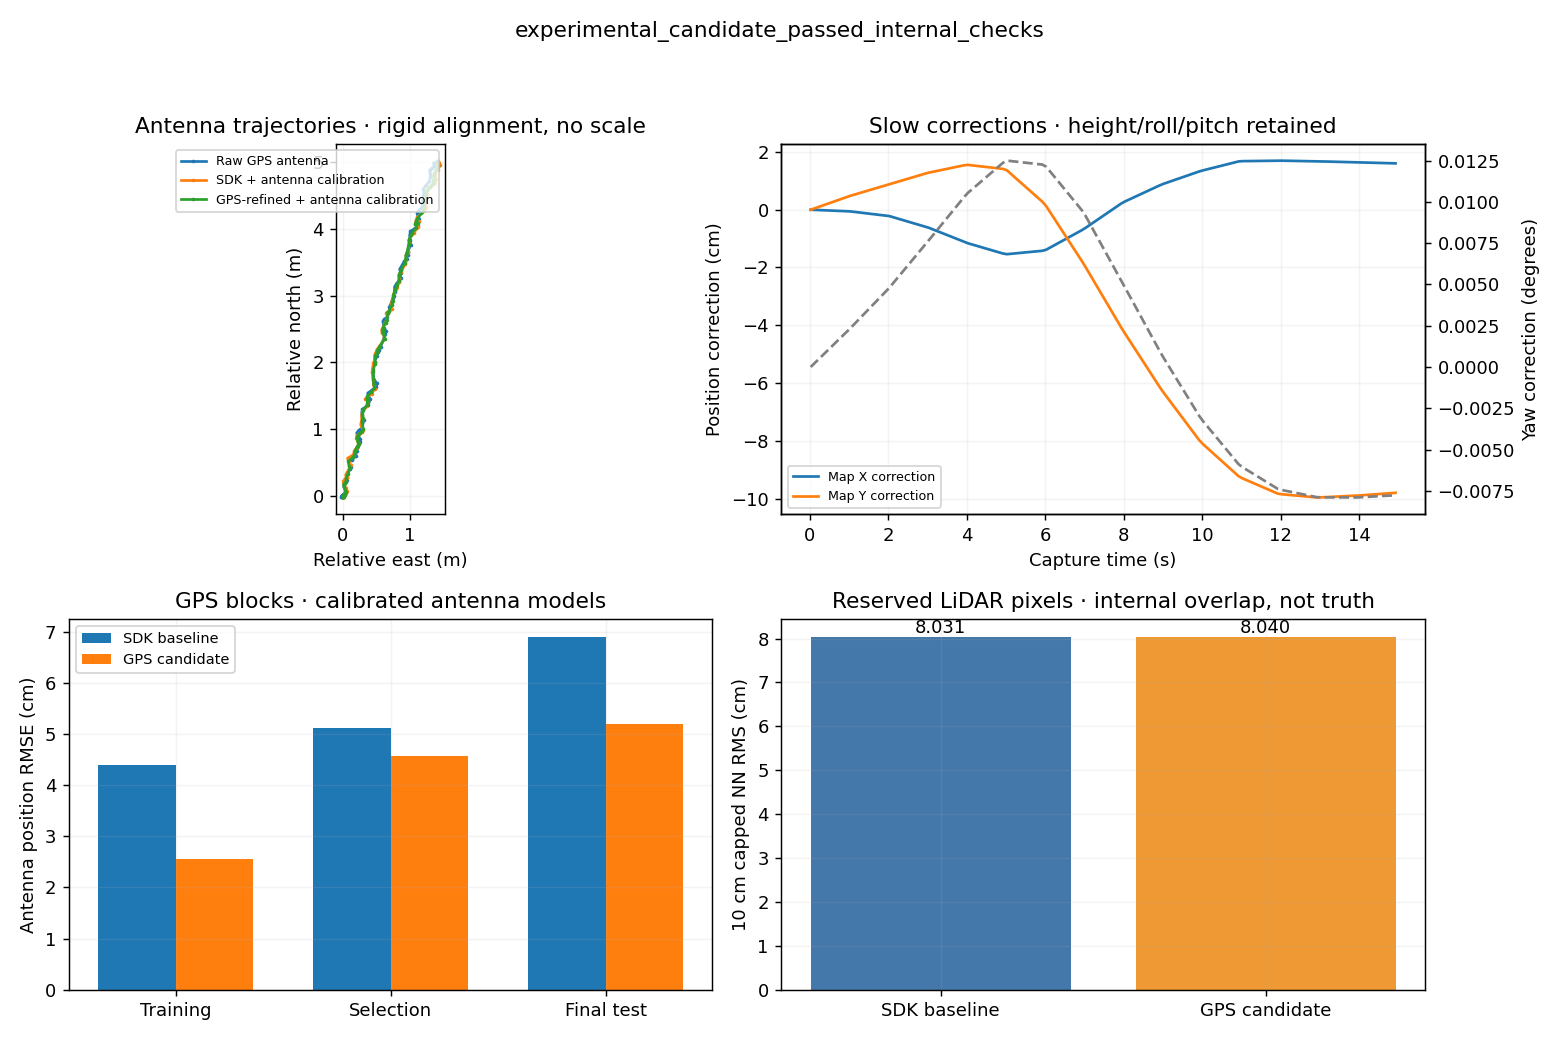 experimental_candidate_passed_internal_checks
Antenna trajectories · rigid alignment, no scale
Raw GPS antenna
SDK + antenna calibration
GPS-refined + antenna calibration
4
3
2
1
0
Relative north (m)
0 1
Relative east (m)
Slow corrections · height/roll/pitch retained
2
0
−2
−4
−6
−8
−10
Position correction (cm)
0.0125
0.0100
0.0075
0.0050
0.0025
0.0000
−0.0025
−0.0050
−0.0075
Yaw correction (degrees)
Map X correction
Map Y correction
0 2 4 6 8 10 12 14
Capture time (s)
GPS blocks · calibrated antenna models
SDK baseline
GPS candidate
7
6
5
4
3
2
1
0
Antenna position RMSE (cm)
Training Selection Final test
Reserved LiDAR pixels · internal overlap, not truth
8.031 8.040
8
7
6
5
4
3
2
1
0
10 cm capped NN RMS (cm)
SDK baseline GPS candidate